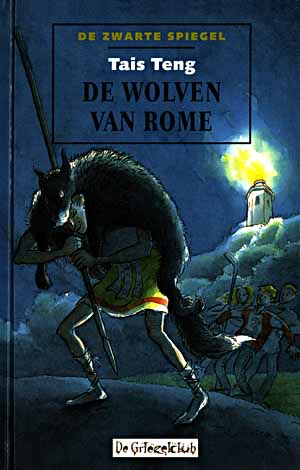 DE ZWARTE SPIEGEL
Tais Teng
DE WOLVEN
VAN ROME
De Griezelclub